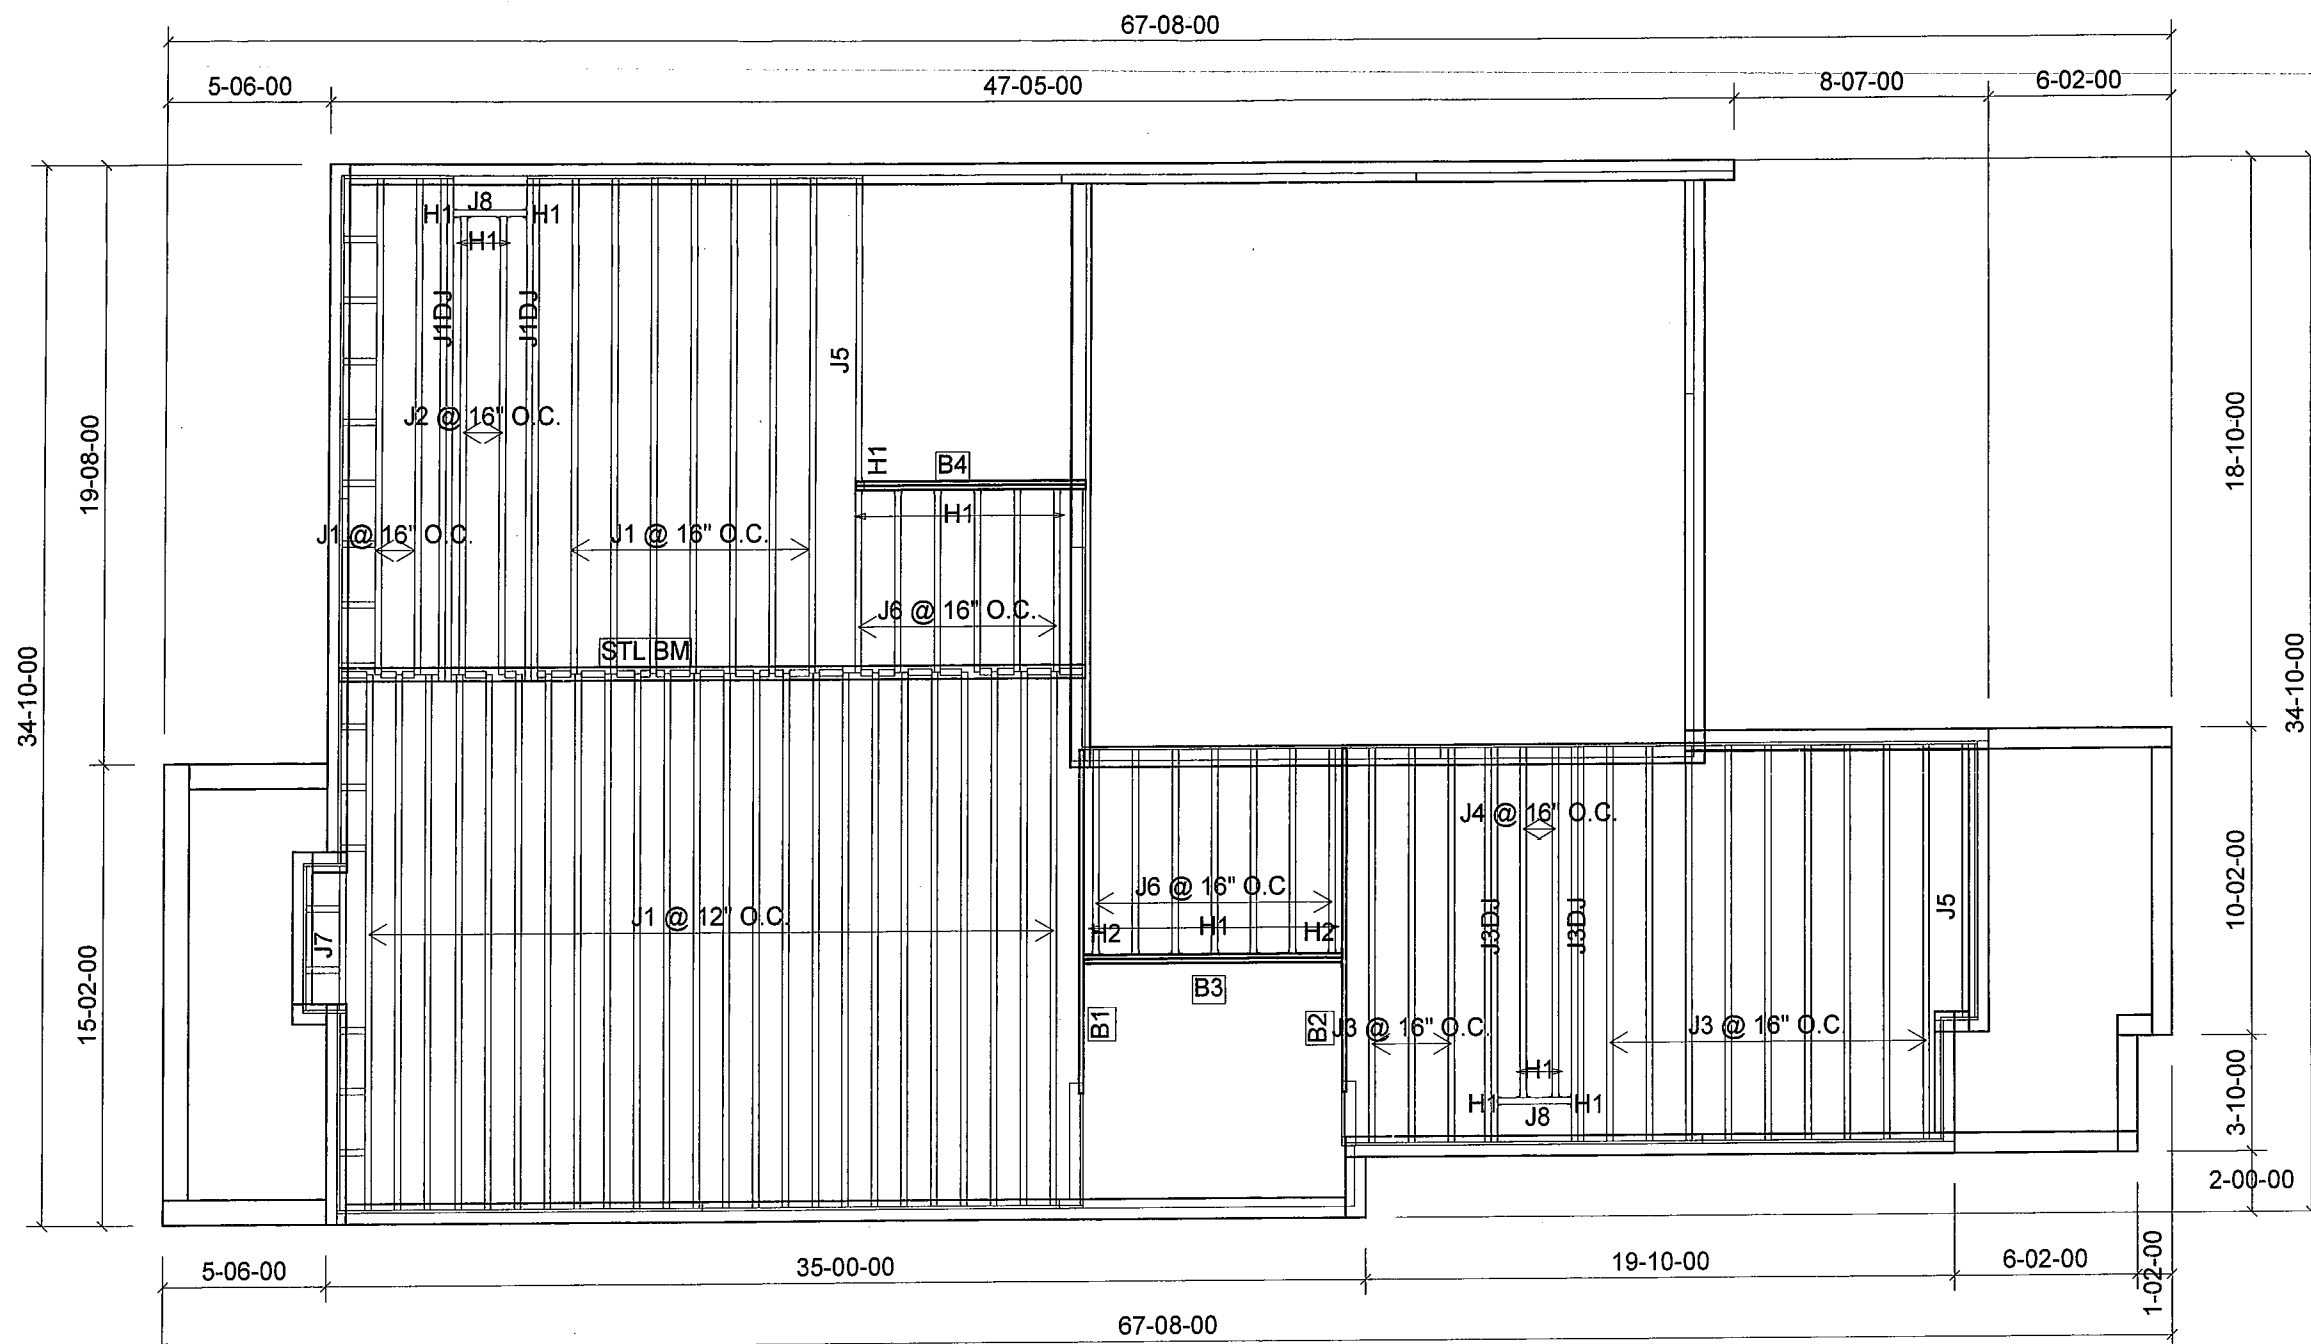 67-08-00
5-06-00
47-05-00
8-07-00
6-02-00
J8
H1
H1
H1
J1DJ
J1DJ
J5
J2 @ 16" O.C.
19-08-00
18-10-00
H1
B4
H1
J1 @ 16" O.C.
J1 @ 16" O.C.
J6 @ 16" O.C.
STL BM
34-10-00
34-10-00
J4 @ 16" O.C.
J6 @ 16" O.C
J1 @ 12" O.C.
H2
H1
H2
J3DJ
J3DJ
J5
10-02-00
J7
15-02-00
B3
B1
B2
J3 @ 16" O.C.
J3 @ 16" O.C
H1
H1
H1
J8
3-10-00
2-00-00
5-06-00
35-00-00
19-10-00
6-02-00
1-02-00
67-08-00